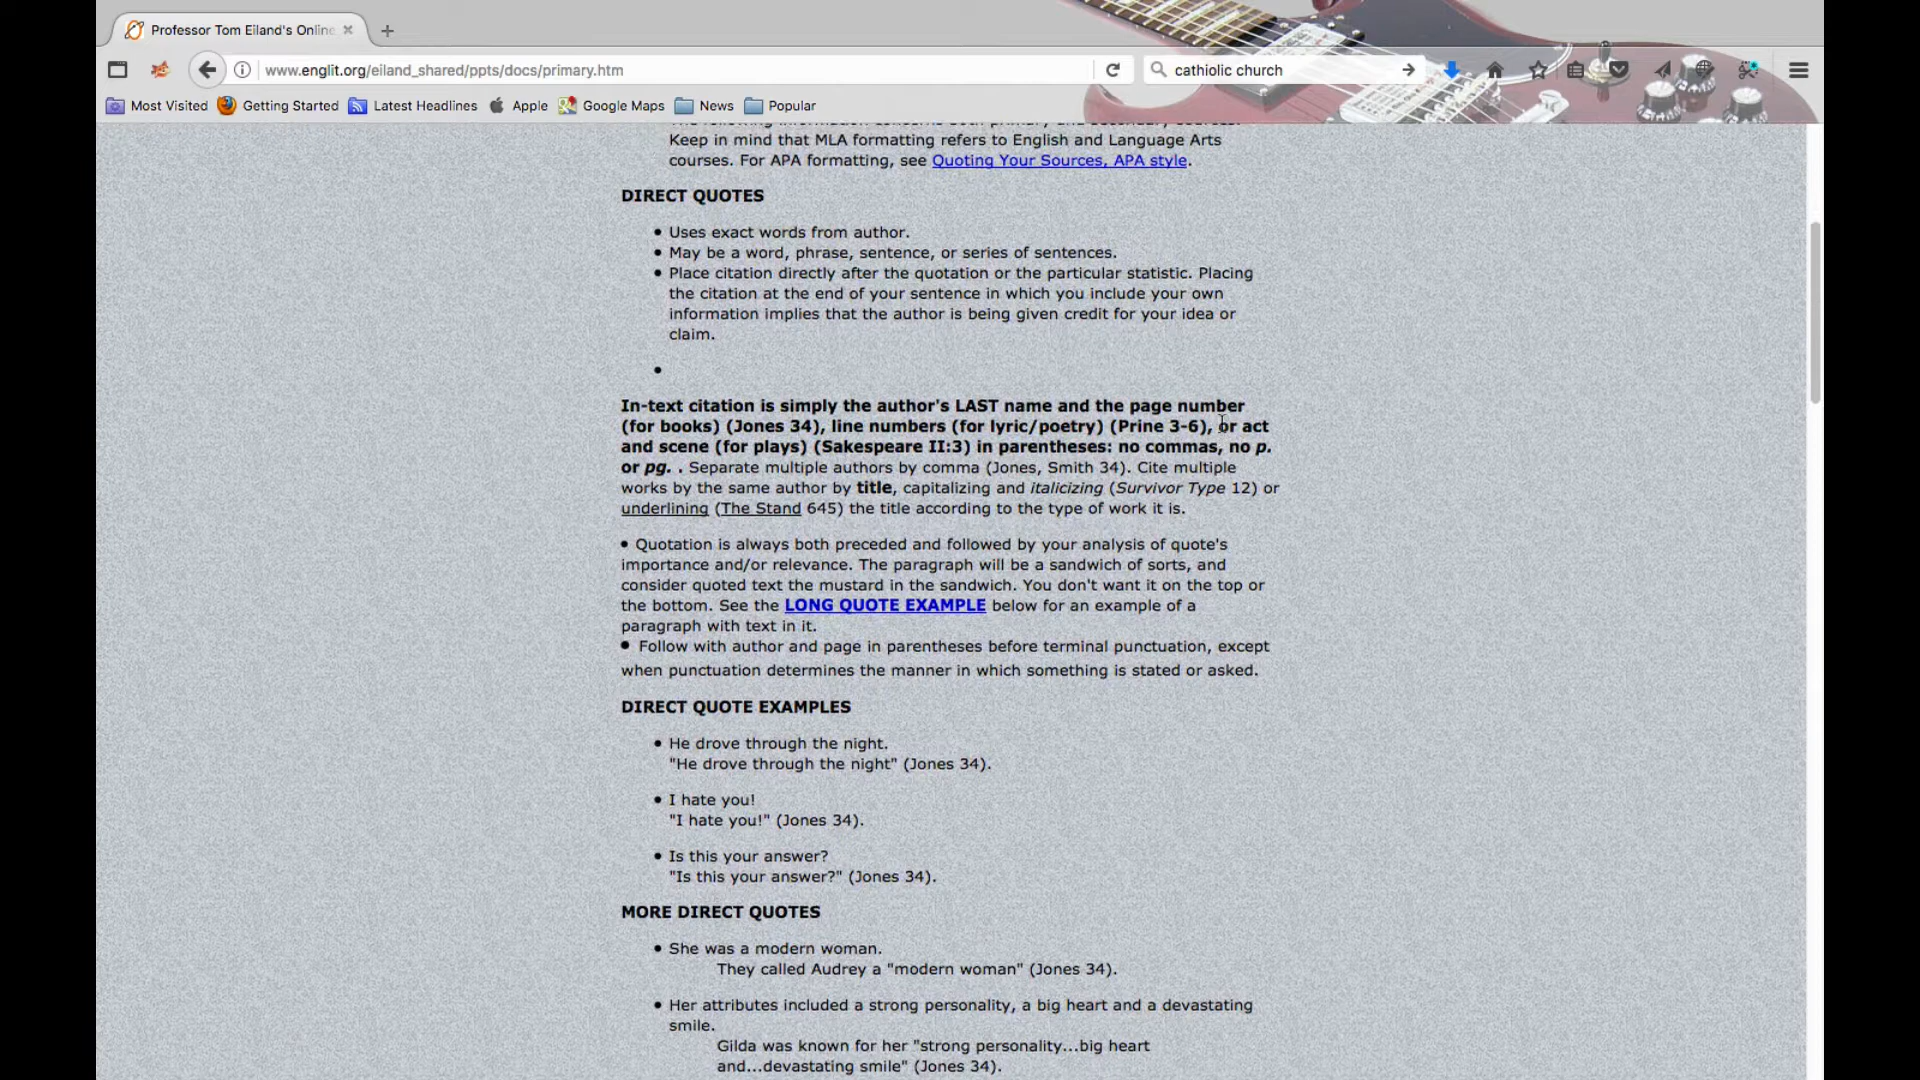 Professor Tom Eiland's Online
www.englit.org/eiland_shared/ppts/docs/primary.htm
cathiolic church
Most Visited Getting Started Latest Headlines Apple Google Maps News Popular
Keep in mind that MLA formatting refers to English and Language Arts
courses. For APA formatting, see Quoting Your Sources, APA style.
DIRECT QUOTES
• Uses exact words from author.
• May be a word, phrase, sentence, or series of sentences.
• Place citation directly after the quotation or the particular statistic. Placing
the citation at the end of your sentence in which you include your own
information implies that the author is being given credit for your idea or
claim.
•
In-text citation is simply the author's LAST name and the page number
(for books) (Jones 34), line numbers (for lyric/poetry) (Prine 3-6), or act
and scene (for plays) (Sakespeare II:3) in parentheses: no commas, no p.
or pg. . Separate multiple authors by comma (Jones, Smith 34). Cite multiple
works by the same author by title, capitalizing and italicizing (Survivor Type 12) or
underlining (The Stand 645) the title according to the type of work it is.
• Quotation is always both preceded and followed by your analysis of quote's
importance and/or relevance. The paragraph will be a sandwich of sorts, and
consider quoted text the mustard in the sandwich. You don't want it on the top or
the bottom. See the LONG QUOTE EXAMPLE below for an example of a
paragraph with text in it.
• Follow with author and page in parentheses before terminal punctuation, except
when punctuation determines the manner in which something is stated or asked.
DIRECT QUOTE EXAMPLES
• He drove through the night.
"He drove through the night" (Jones 34).
• I hate you!
"I hate you!" (Jones 34).
• Is this your answer?
"Is this your answer?" (Jones 34).
MORE DIRECT QUOTES
• She was a modern woman.
They called Audrey a "modern woman" (Jones 34).
• Her attributes included a strong personality, a big heart and a devastating
smile.
Gilda was known for her "strong personality...big heart
and...devastating smile" (Jones 34).